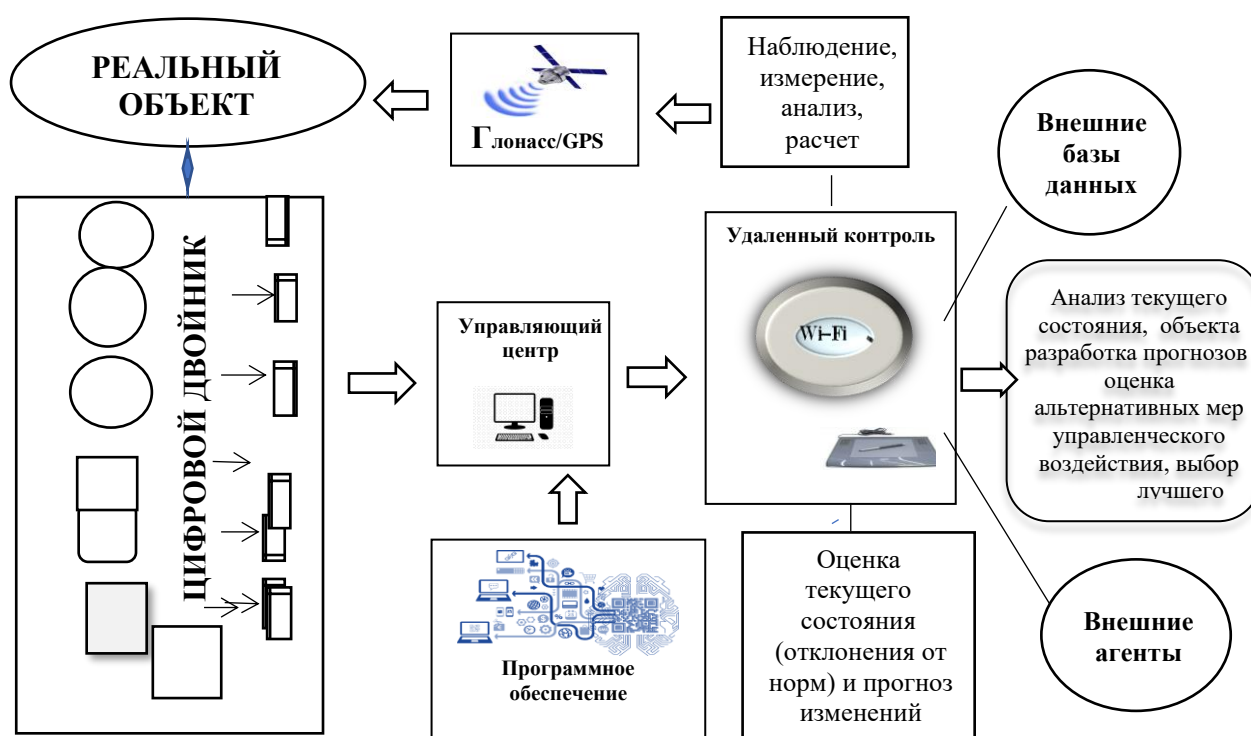 РЕАЛЬНЫЙ
ОБЪЕКТ
Глонасс/GPS
Наблюдение,
измерение,
анализ,
расчет
Внешние
базы
данных
ЦИФРОВОЙ ДВОЙНИК
Управляющий
центр
Удаленный контроль
Wi-Fi
Анализ текущего
состояния, объекта
разработка прогнозов
оценка
альтернативных мер
управленческого
воздействия, выбор
лучшего
Программное
обеспечение
Оценка
текущего
состояния
(отклонения от
норм) и прогноз
изменений
Внешние
агенты